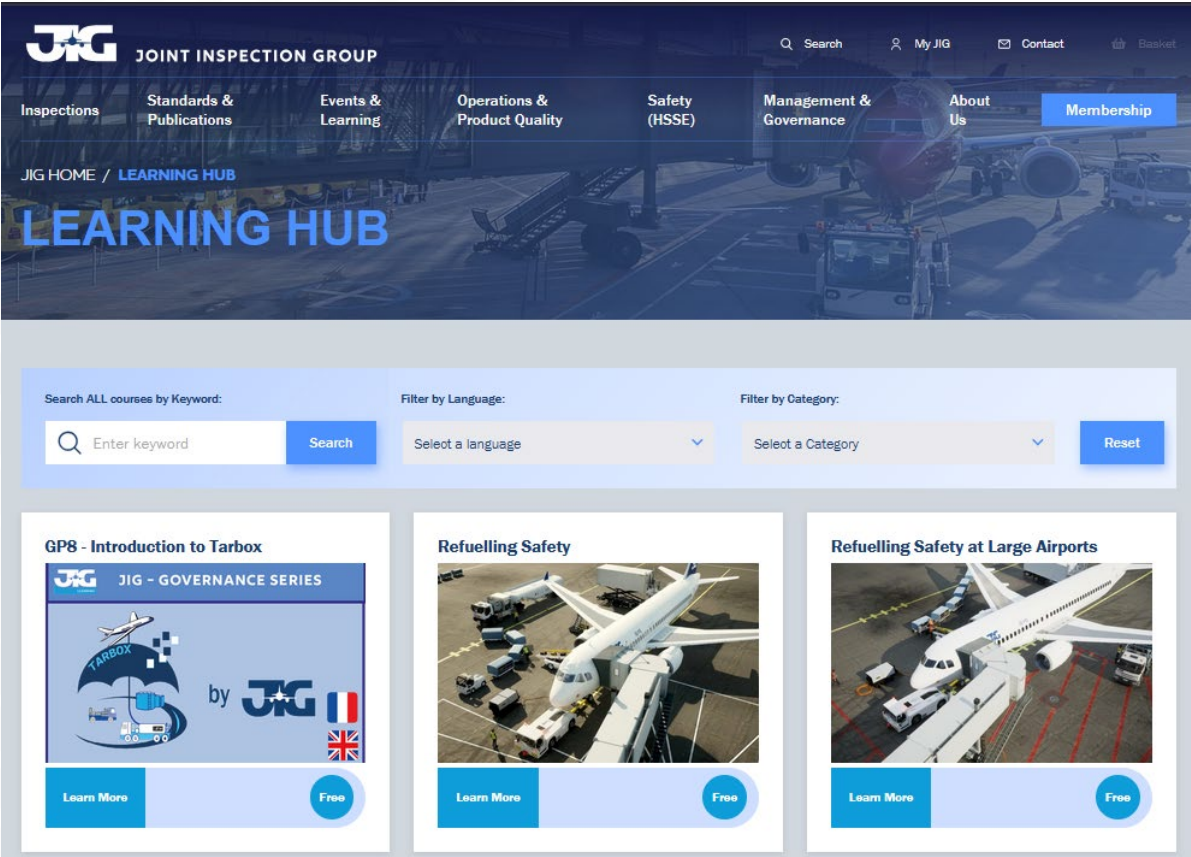 JIG JOINT INSPECTION GROUP
Search My JIG Contact Basket
Inspections
Standards & Publications
Events & Learning
Operations & Product Quality
Safety (HSSE)
Management & Governance
About Us
Membership
JIG HOME / LEARNING HUB
LEARNING HUB
Search ALL courses by Keyword:
Enter keyword
Search
Filter by Language:
Select a language
Filter by Category:
Select a Category
Reset
GP8 - Introduction to Tarbox
JIG JIG - GOVERNANCE SERIES
TARBOX
by JIG
Learn More
Free
Refuelling Safety
Learn More
Free
Refuelling Safety at Large Airports
Learn More
Free